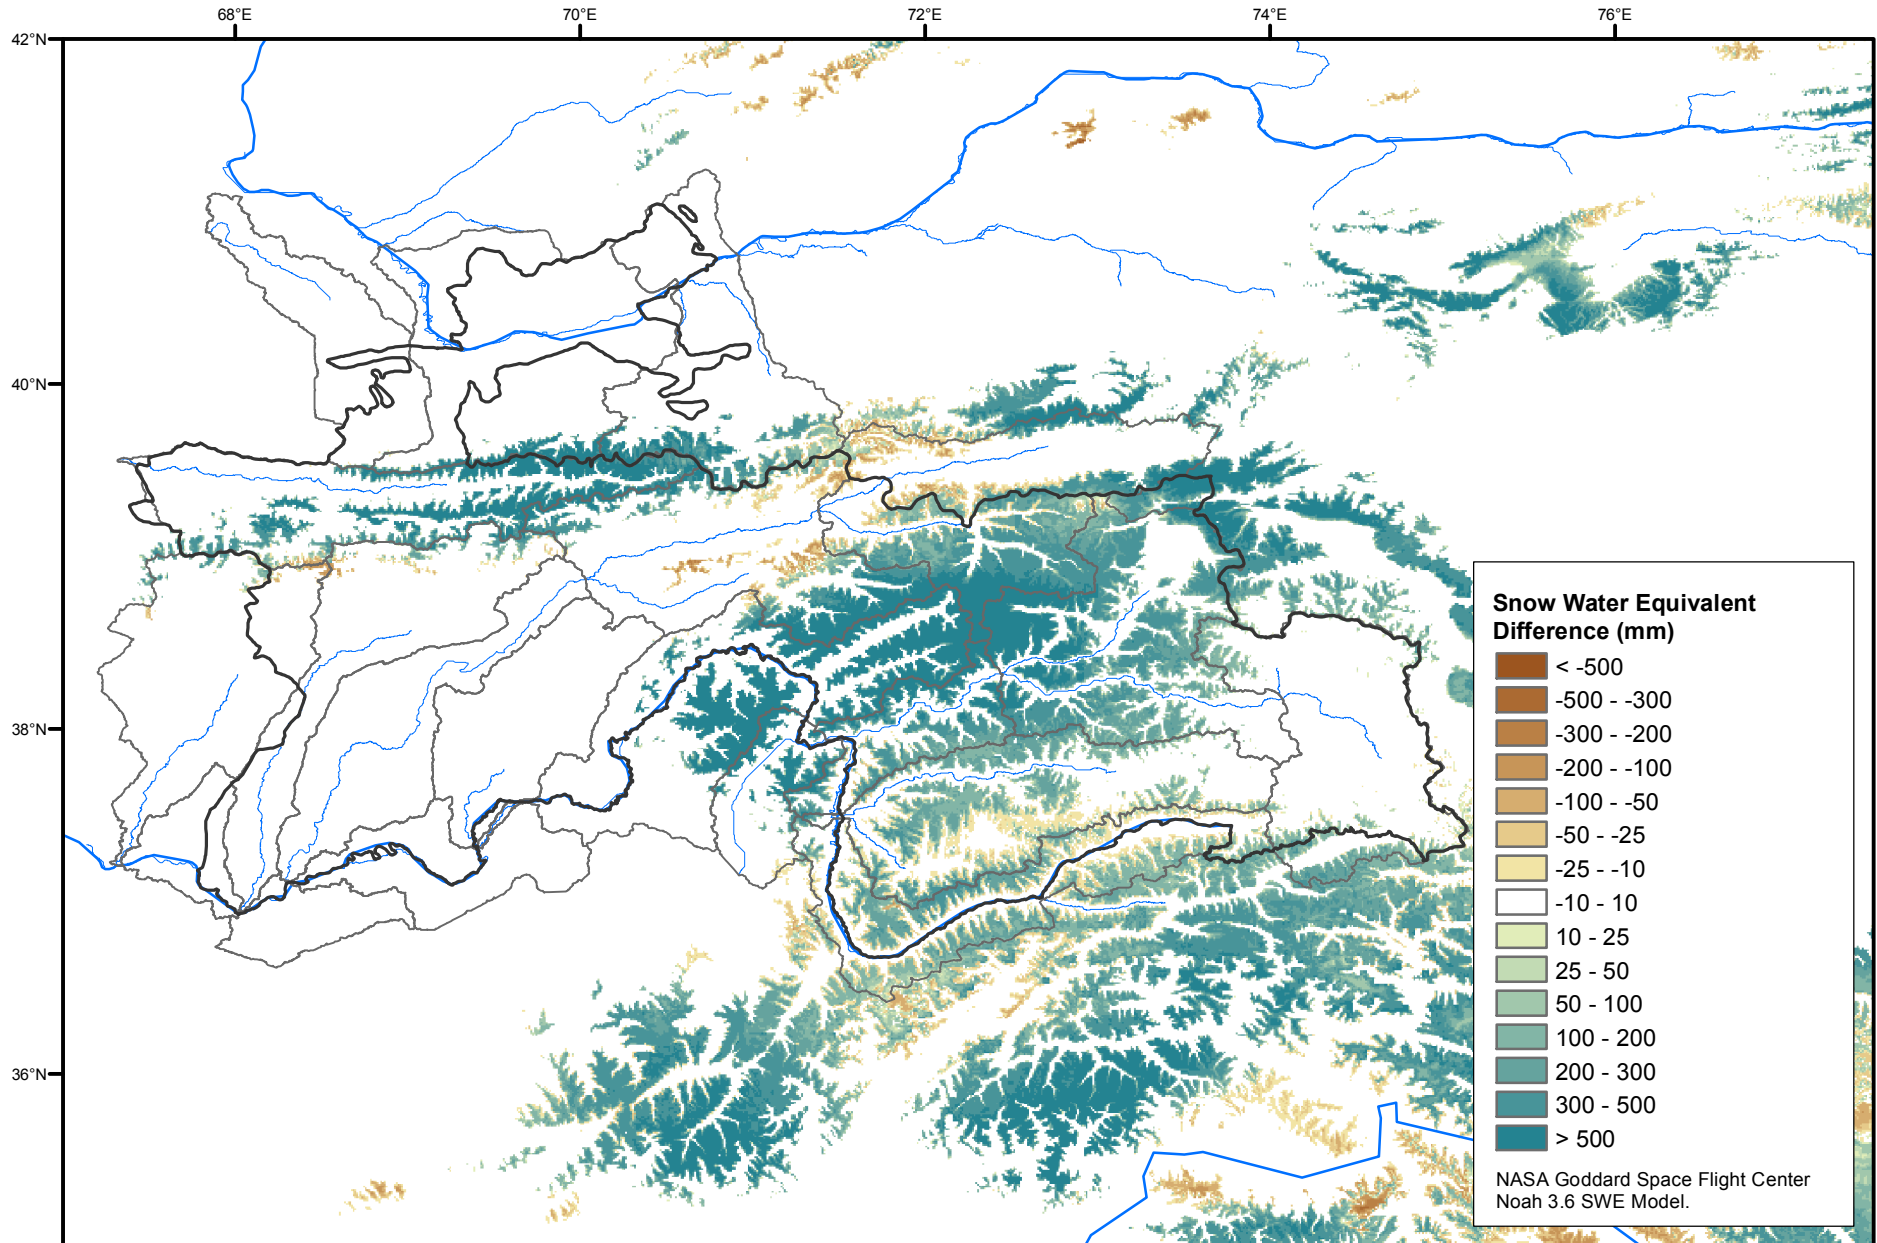 68°E 70°E 72°E 74°E 76°E
42°N
40°N
38°N
36°N
Snow Water Equivalent
Difference (mm)
< -500
-500 - -300
-300 - -200
-200 - -100
-100 - -50
-50 - -25
-25 - -10
-10 - 10
10 - 25
25 - 50
50 - 100
100 - 200
200 - 300
300 - 500
> 500
NASA Goddard Space Flight Center
Noah 3.6 SWE Model.